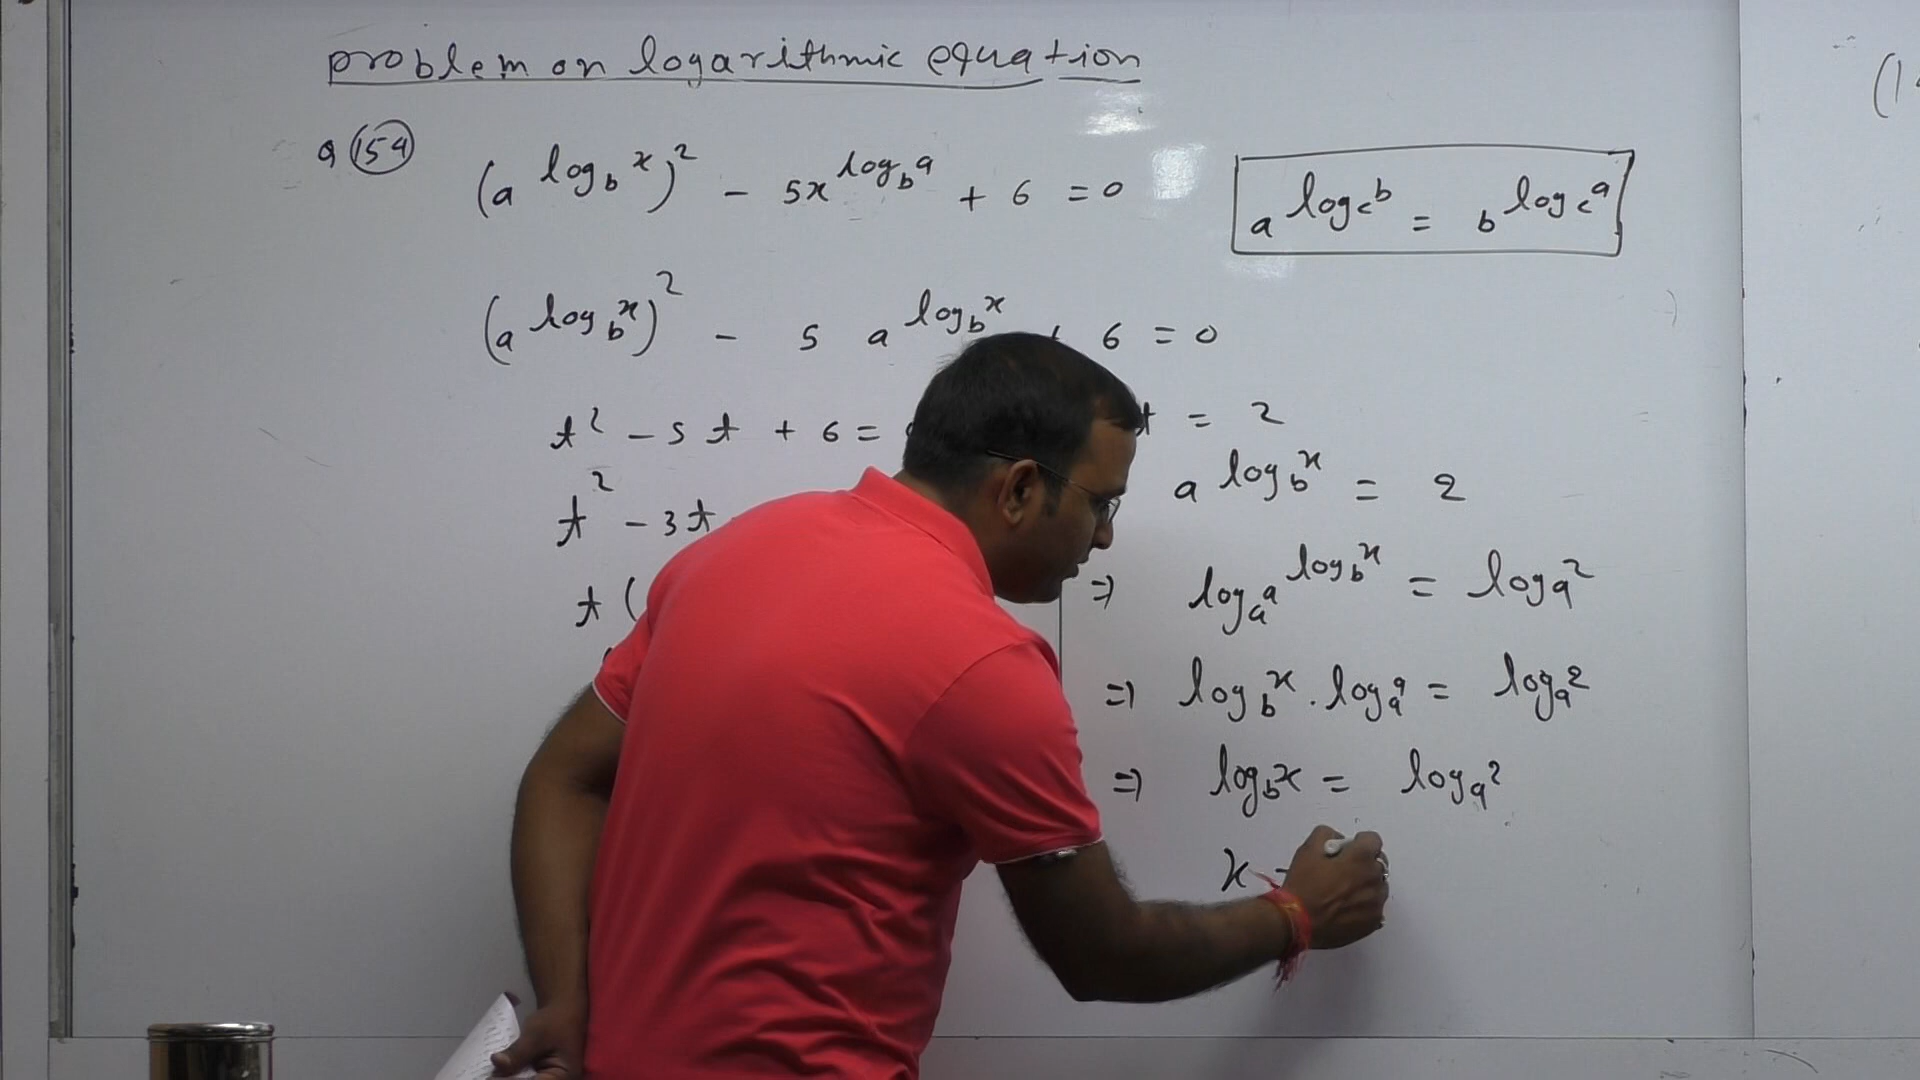 problem on logarithmic equation
Q 154 (a^{log_b x})^2 - 5x^{log_b a} + 6 = 0
a^{log_c b} = b^{log_c a}
(a^{log_b x})^2 - 5 a^{log_b x} + 6 = 0
t^2 - 5t + 6 =
t^2 - 3t
t (
t = 2
a^{log_b x} = 2
⇒ log_a a^{log_b x} = log_a 2
⇒ log_b x . log_a a = log_a 2
⇒ log_b x = log_a 2
x